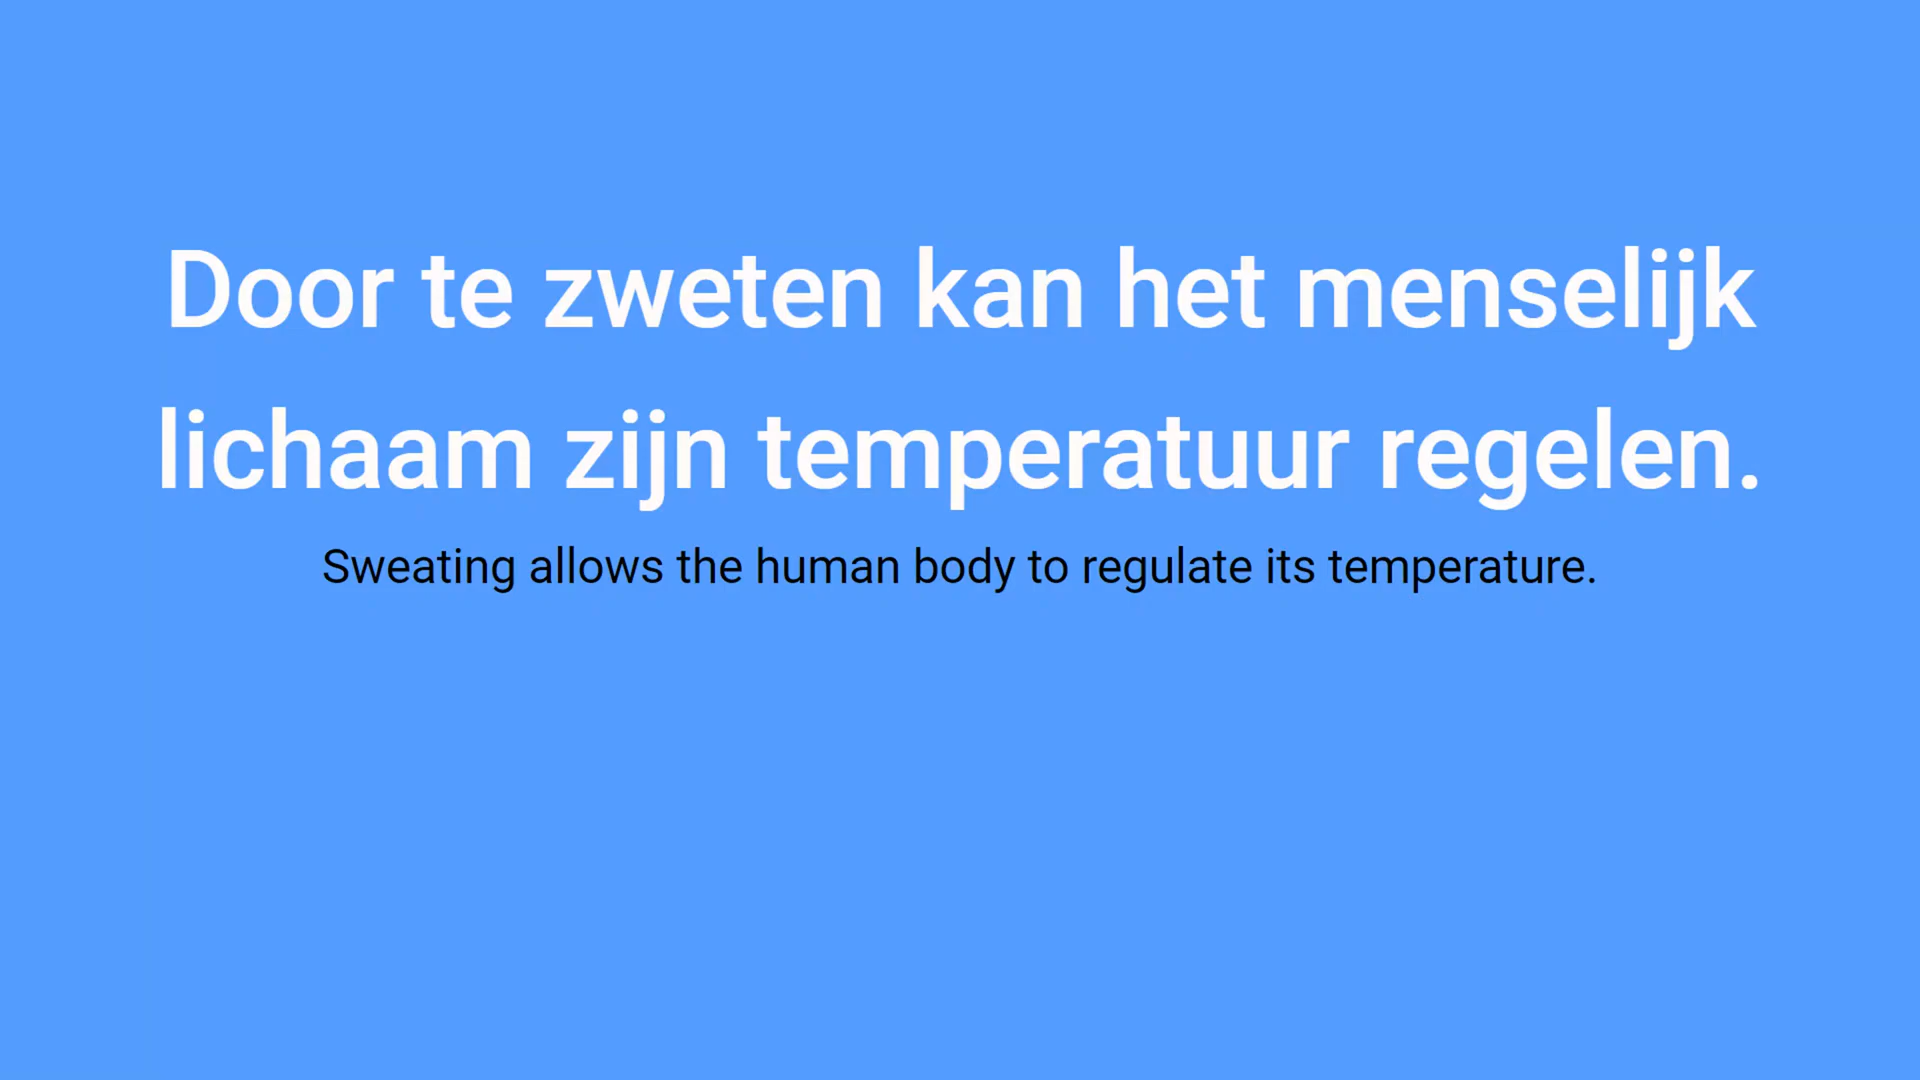 Door te zweten kan het menselijk
lichaam zijn temperatuur regelen.
Sweating allows the human body to regulate its temperature.